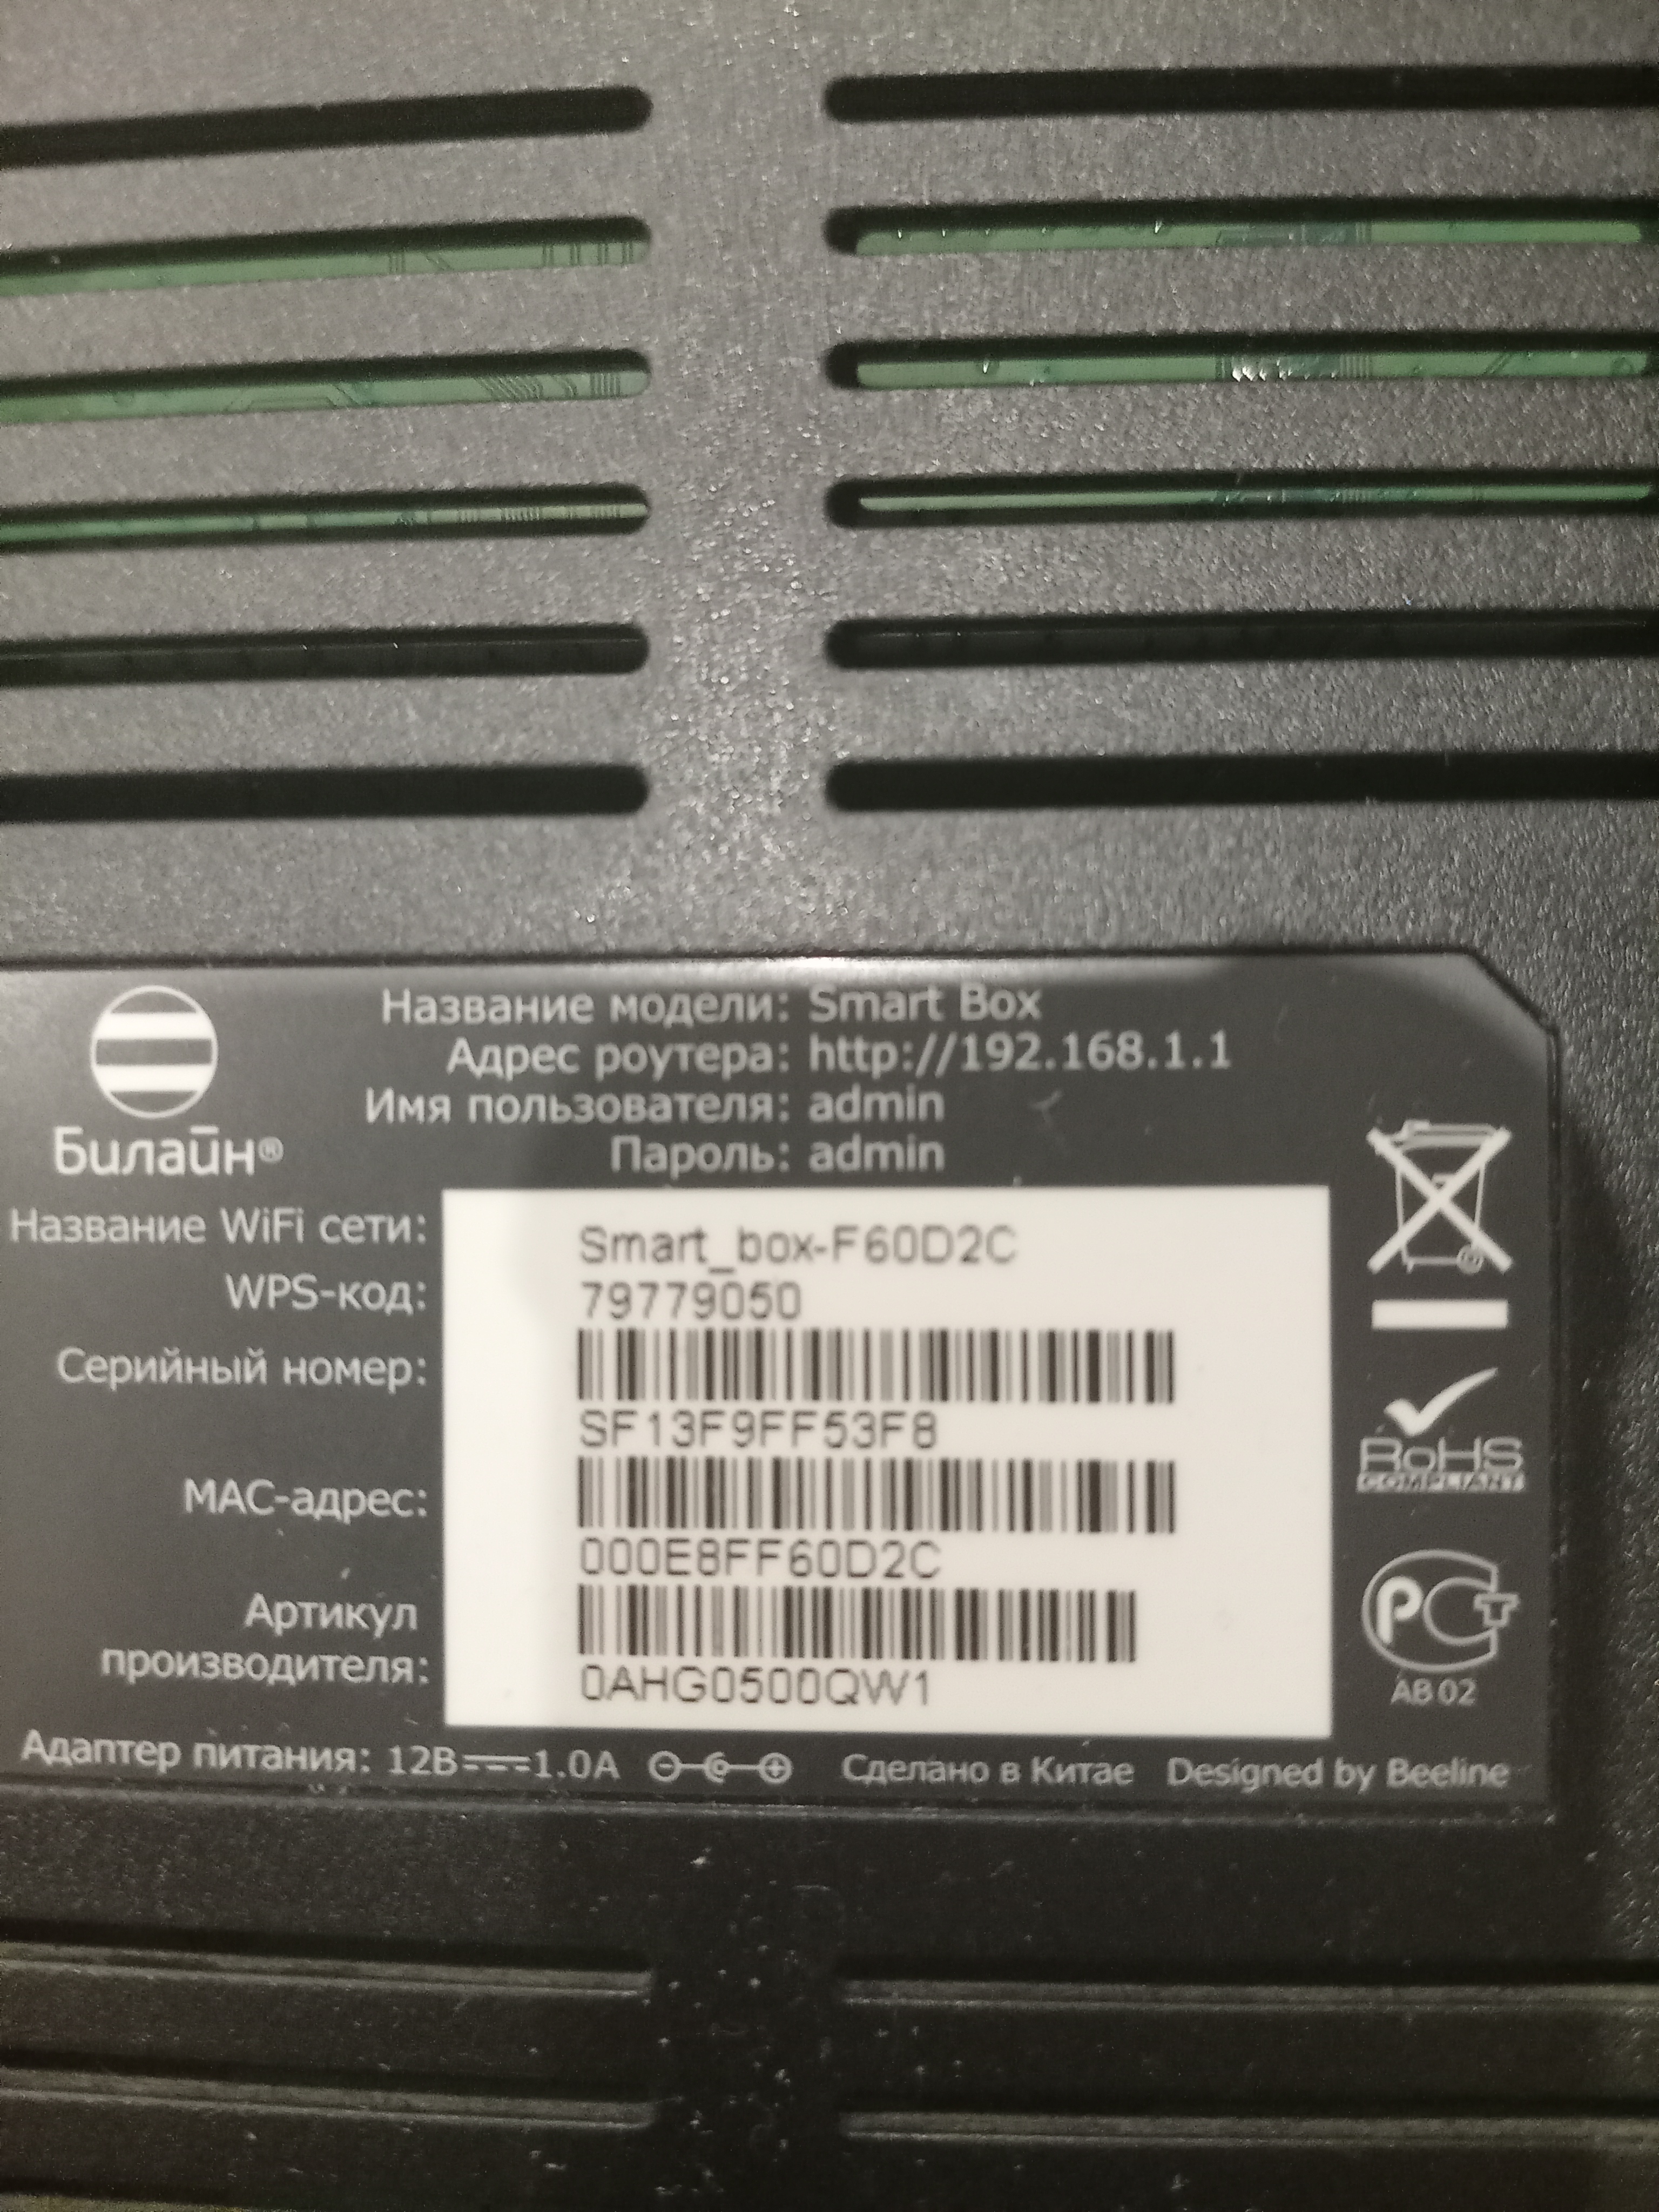 Билайн®
Название модели: Smart Box
Адрес роутера: http://192.168.1.1
Имя пользователя: admin
Пароль: admin
Название WiFi сети: Smart_box-F60D2C
WPS-код: 79779050
Серийный номер: SF13F9FF53F8
MAC-адрес: 000E8FF60D2C
Артикул
производителя: 0AHG0500QW1
RoHS
COMPLIANT
РСТ
АВ 02
Адаптер питания: 12В 1.0А Сделано в Китае Designed by Beeline